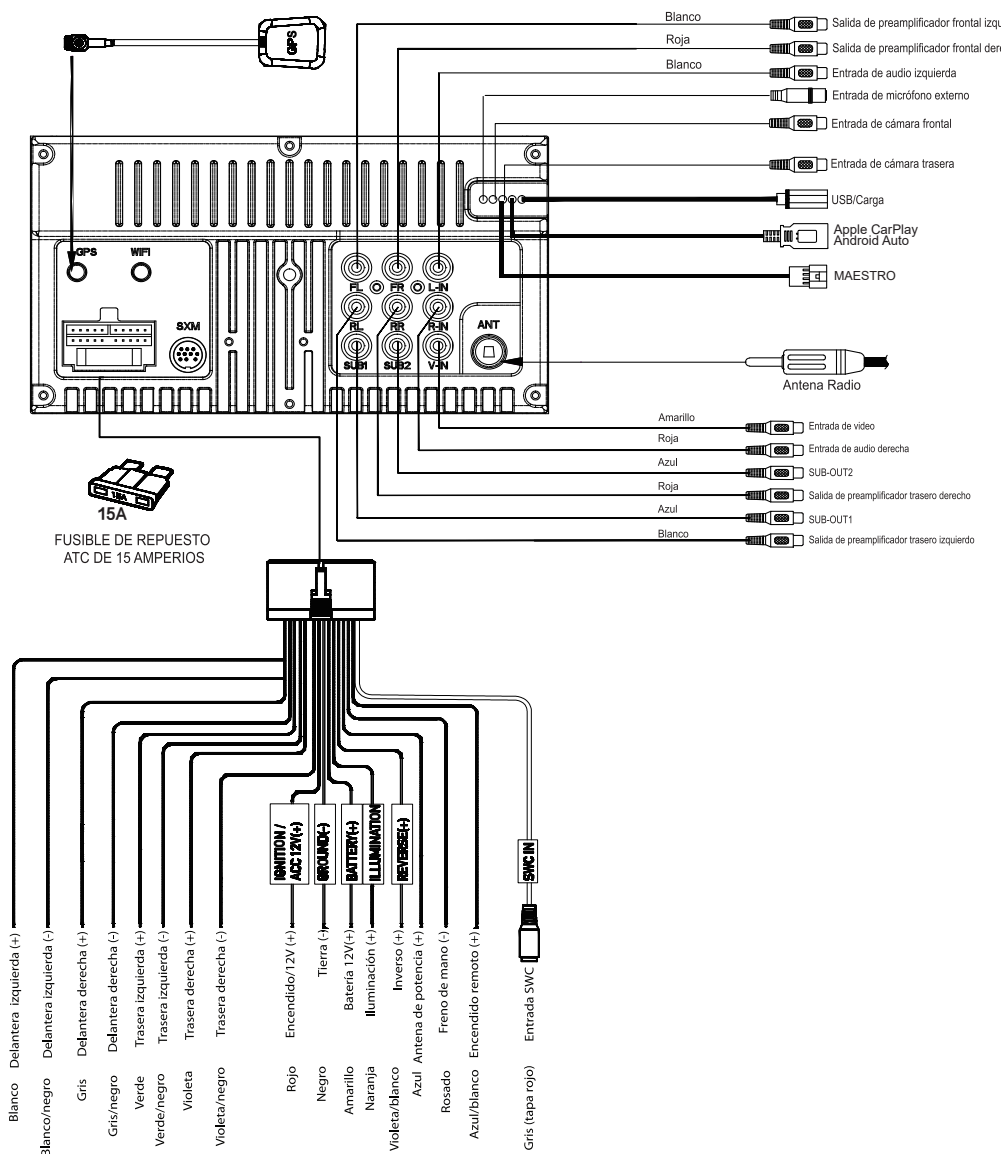 Blanco
Salida de preamplificador frontal izqu
Roja
Salida de preamplificador frontal dere
Blanco
Entrada de audio izquierda
Entrada de micrófono externo
Entrada de cámara frontal
Entrada de cámara trasera
USB/Carga
Apple CarPlay
Android Auto
MAESTRO
GPS
GPS
WIFI
SXM
FL
FR
L-IN
RL
RR
R-IN
SUB1
SUB2
V-IN
ANT
Antena Radio
Amarillo
Entrada de video
Roja
Entrada de audio derecha
Azul
SUB-OUT2
Roja
Salida de preamplificador trasero derecho
Azul
SUB-OUT1
Blanco
Salida de preamplificador trasero izquierdo
15A
15A
FUSIBLE DE REPUESTO
ATC DE 15 AMPERIOS
IGNITION /
ACC 12V(+)
GROUND(-)
BATTERY(+)
ILLUMINATION
REVERSE(+)
SWC IN
Blanco Delantera izquierda (+)
Blanco/negro Delantera izquierda (-)
Gris Delantera derecha (+)
Gris/negro Delantera derecha (-)
Verde Trasera izquierda (+)
Verde/negro Trasera izquierda (-)
Violeta Trasera derecha (+)
Violeta/negro Trasera derecha (-)
Rojo Encendido/12V (+)
Negro Tierra (-)
Amarillo Batería 12V(+)
Naranja Iluminación (+)
Violeta/blanco Inverso (+)
Azul Antena de potencia (+)
Rosado Freno de mano (-)
Azul/blanco Encendido remoto (+)
Gris (tapa rojo) Entrada SWC